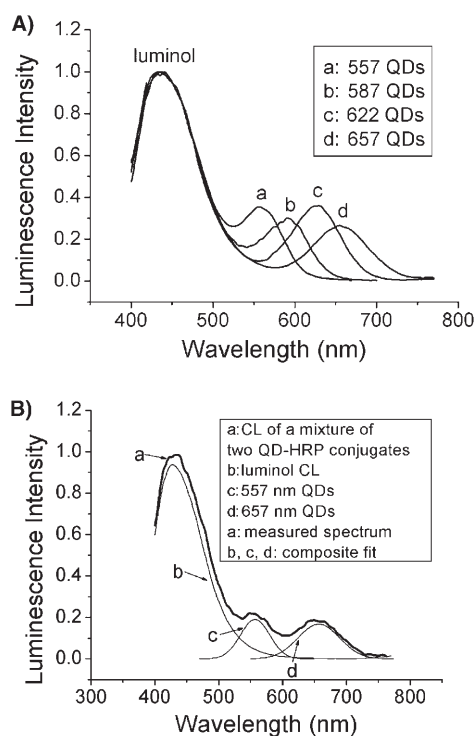 A)
luminol
a: 557 QDs
b: 587 QDs
c: 622 QDs
d: 657 QDs
a
b
c
d
1.2
1.0
0.8
0.6
0.4
0.2
0.0
Luminescence Intensity
400 500 600 700 800
Wavelength (nm)
B)
a:CL of a mixture of
two QD-HRP conjugates
b:luminol CL
c:557 nm QDs
d:657 nm QDs
a: measured spectrum
b, c, d: composite fit
a
b
c
d
1.2
1.0
0.8
0.6
0.4
0.2
0.0
Luminescence Intensity
300 400 500 600 700 800
Wavelength (nm)